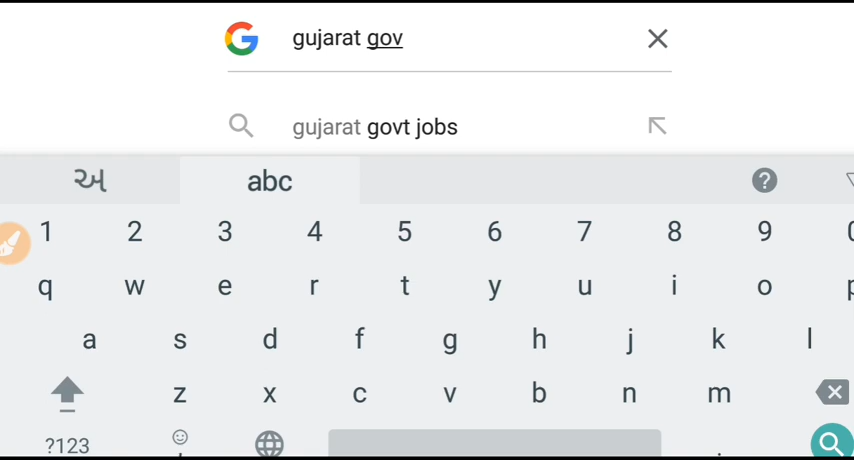 gujarat gov
gujarat govt jobs
અ abc ?
1 2 3 4 5 6 7 8 9
q w e r t y u i o p
a s d f g h j k l
z x c v b n m
?123